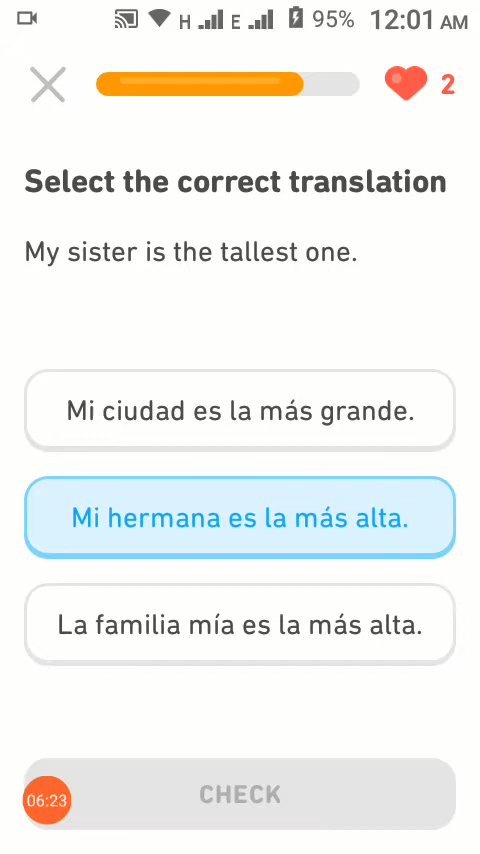 H E 95% 12:01 AM
2
Select the correct translation
My sister is the tallest one.
Mi ciudad es la más grande.
Mi hermana es la más alta.
La familia mía es la más alta.
CHECK
06:23